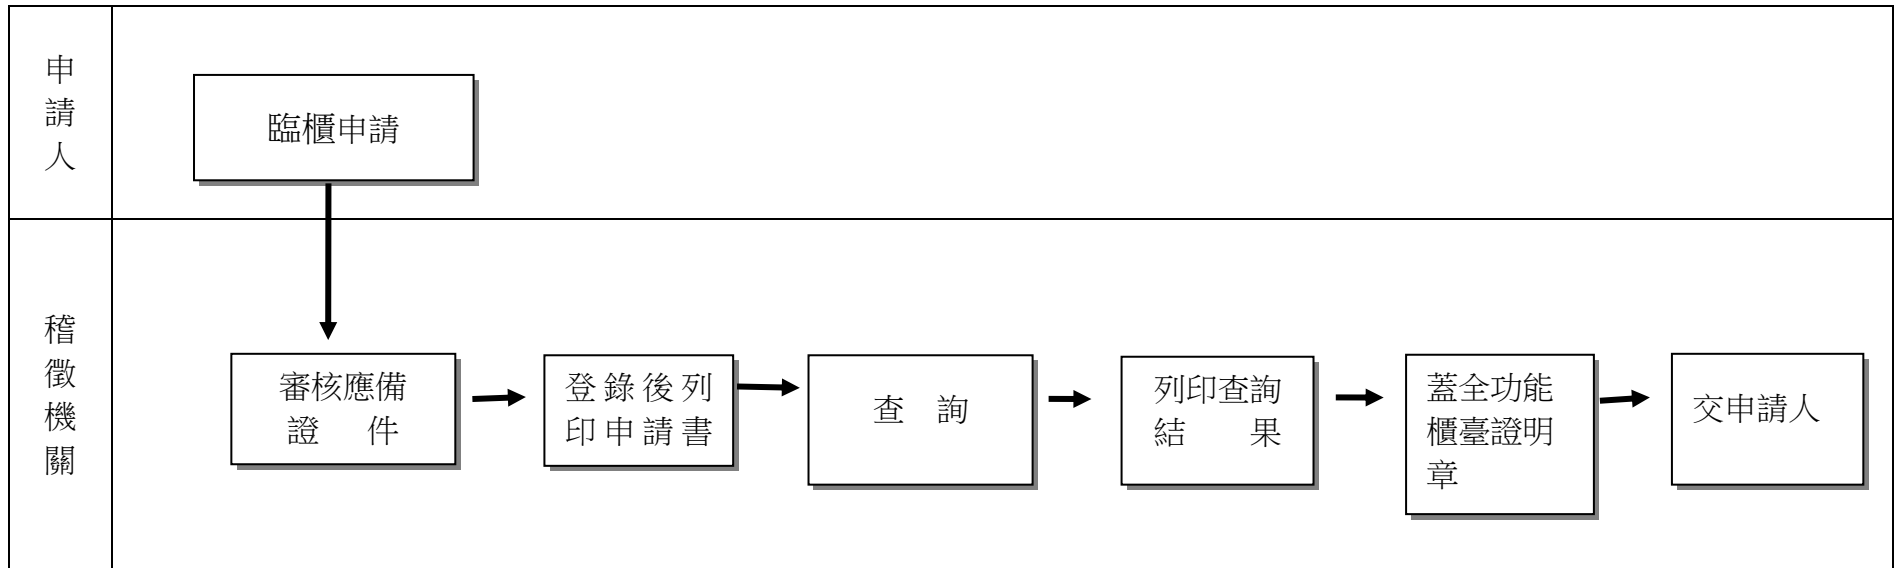 申請人
臨櫃申請
稽徵機關
審核應備
證件
登錄後列
印申請書
查詢
列印查詢
結果
蓋全功能
櫃臺證明
章
交申請人